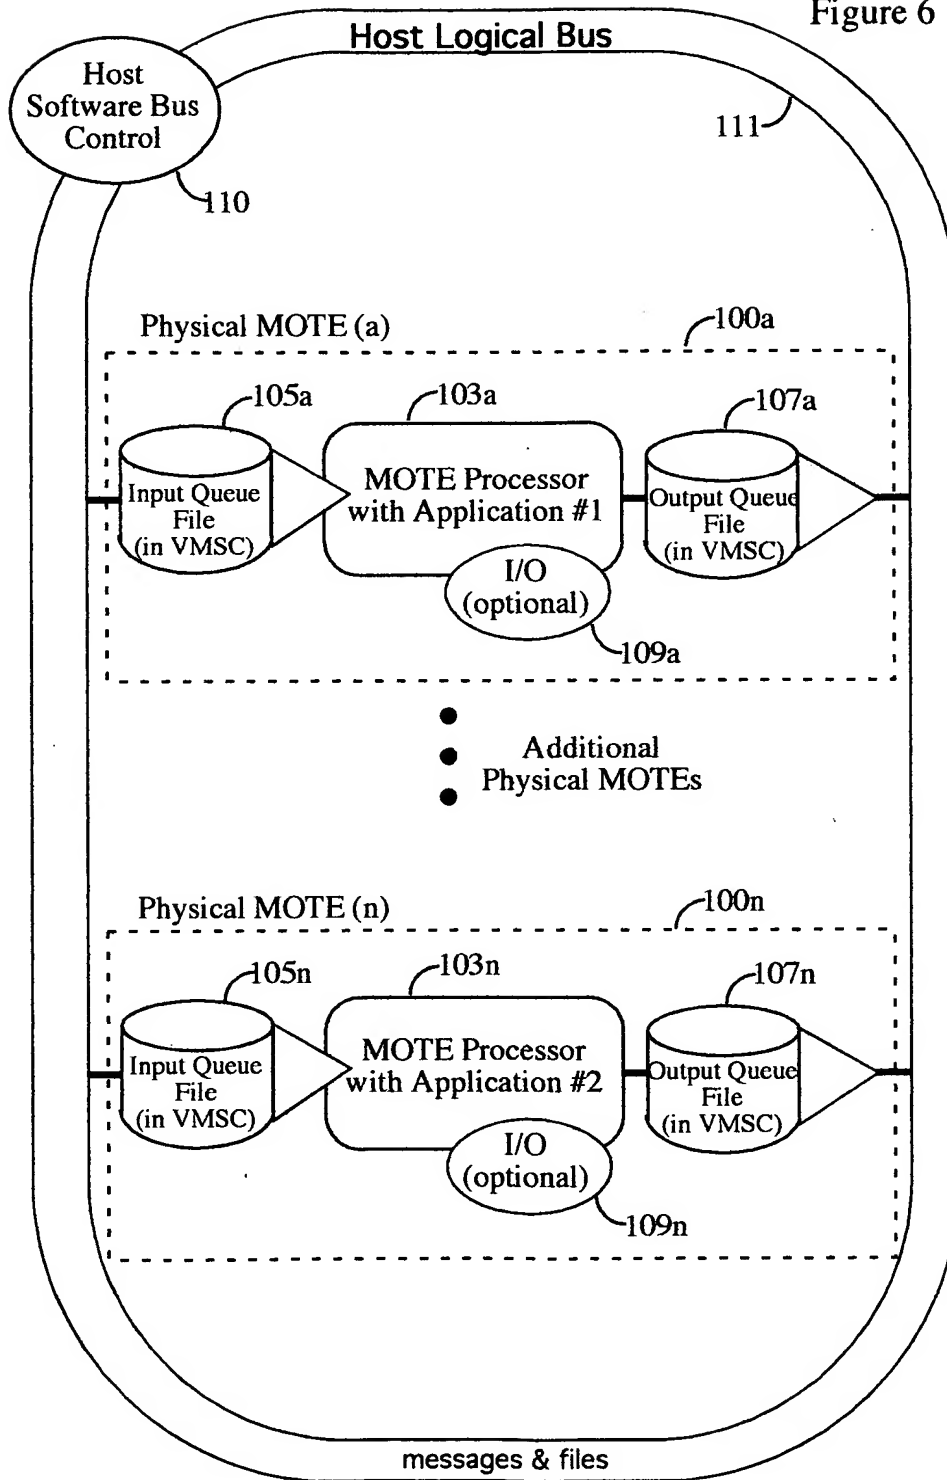 Figure 6
Host Logical Bus
Host
Software Bus
Control
111
110
Physical MOTE (a)
100a
105a
103a
107a
Input Queue
File
(in VMSC)
MOTE Processor
with Application #1
Output Queue
File
(in VMSC)
I/O
(optional)
109a
Additional
Physical MOTEs
Physical MOTE (n)
100n
105n
103n
107n
Input Queue
File
(in VMSC)
MOTE Processor
with Application #2
Output Queue
File
(in VMSC)
I/O
(optional)
109n
messages & files